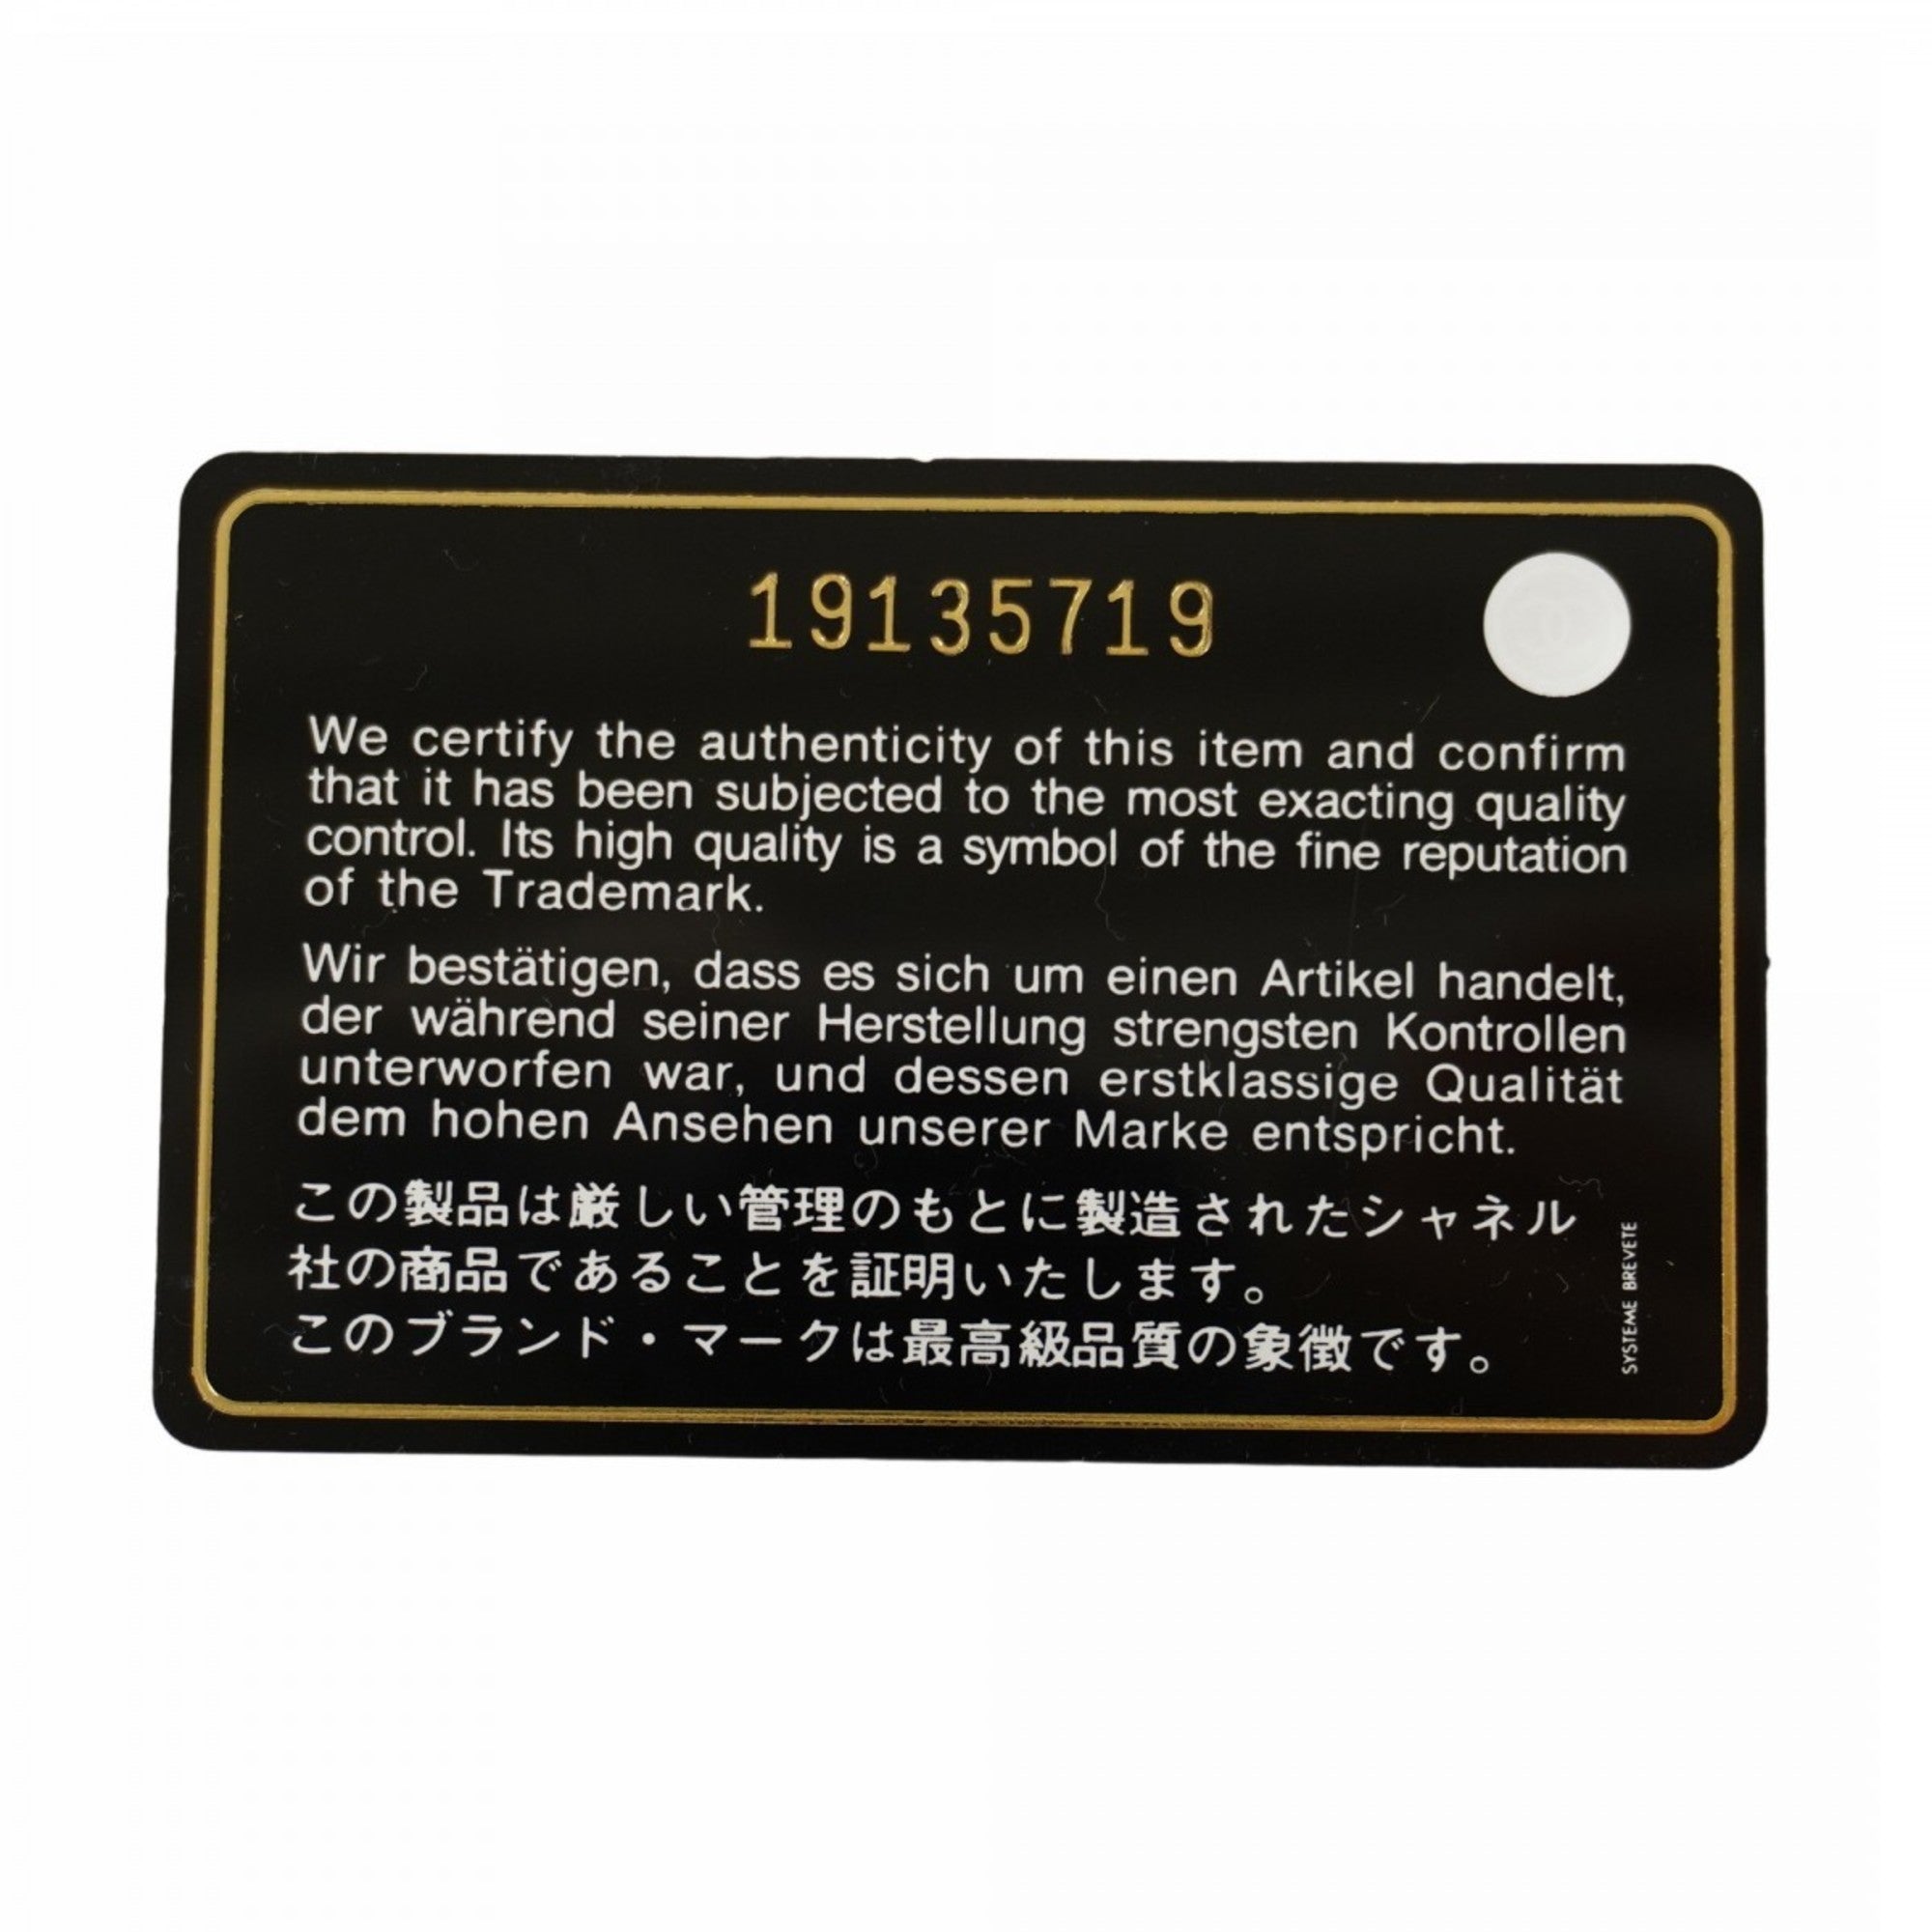 19135719
We certify the authenticity of this item and confirm
that it has been subjected to the most exacting quality
control. Its high quality is a symbol of the fine reputation
of the Trademark.
Wir bestätigen, dass es sich um einen Artikel handelt,
der während seiner Herstellung strengsten Kontrollen
unterworfen war, und dessen erstklassige Qualität
dem hohen Ansehen unserer Marke entspricht.
この製品は厳しい管理のもとに製造されたシャネル
社の商品であることを証明いたします。
このブランド・マークは最高級品質の象徴です。
SYSTEME BREVETE